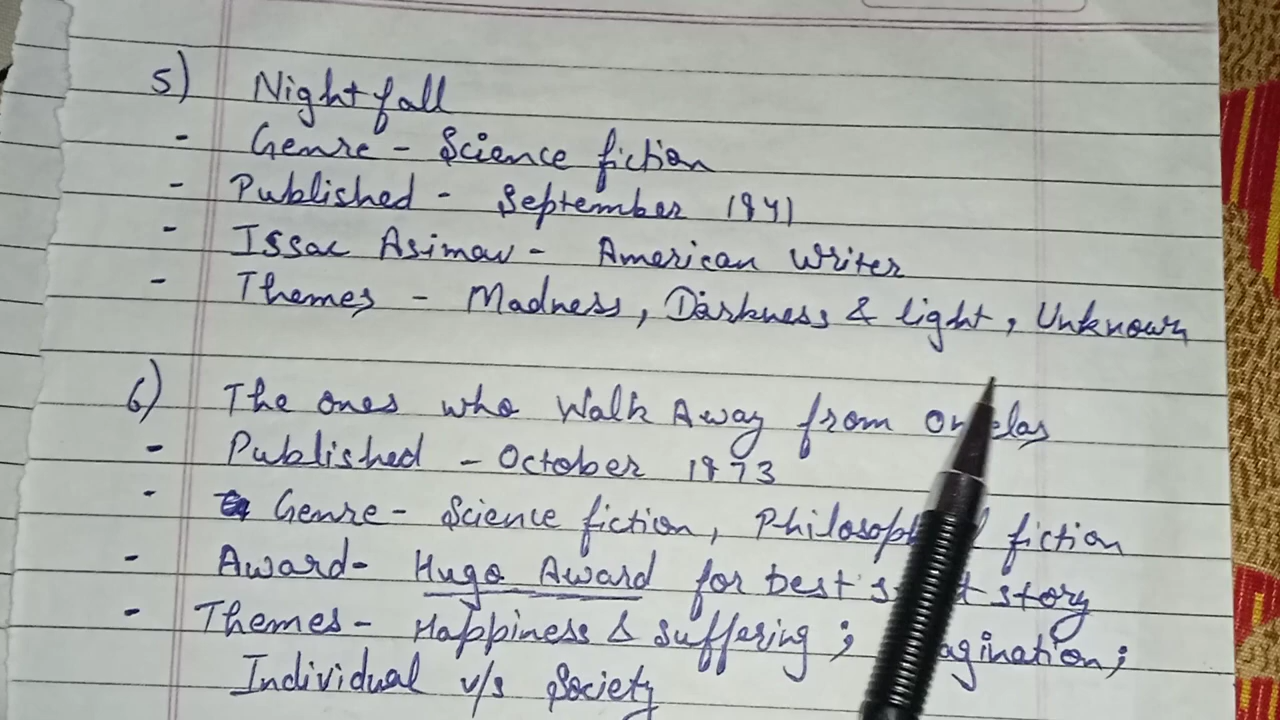 5) Nightfall
- Genre - Science fiction
- Published - September 1941
- Issac Asimov - American Writer
- Themes - Madness, Darkness & light, Unknown
6) The ones who Walk Away from
- Published - October 1973
- Genre - Science fiction, fiction
- Award - Hugo Award for best story
- Themes - Happiness & Suffering;
Individual v/s Society